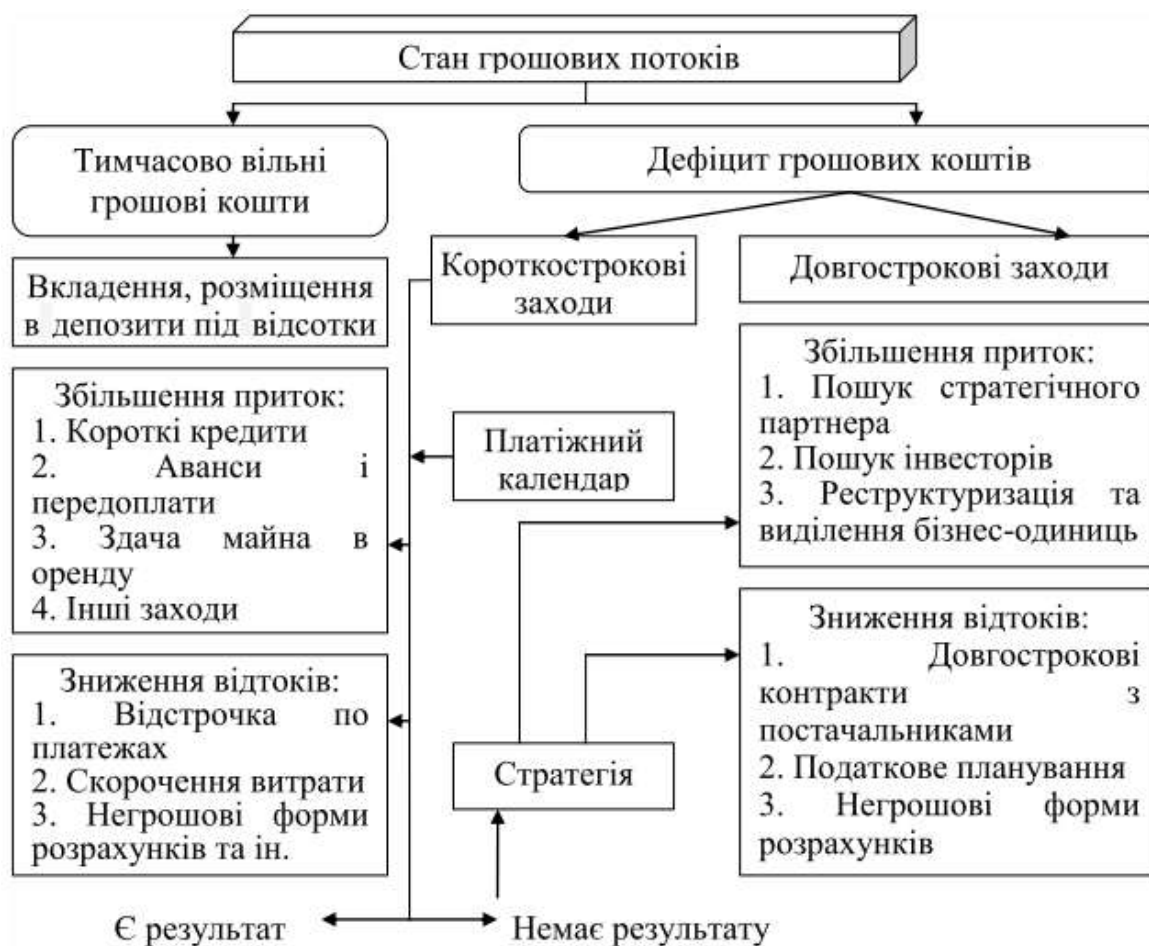 Стан грошових потоків
Тимчасово вільні
грошові кошти
Дефіцит грошових коштів
Вкладення, розміщення
в депозити під відсотки
Короткострокові
заходи
Довгострокові заходи
Збільшення приток:
1. Короткі кредити
2. Аванси і
передоплати
3. Здача майна в
оренду
4. Інші заходи
Платіжний
календар
Збільшення приток:
1. Пошук стратегічного
партнера
2. Пошук інвесторів
3. Реструктуризація та
виділення бізнес-одиниць
Зниження відтоків:
1. Відстрочка по
платежах
2. Скорочення витрати
3. Негрошові форми
розрахунків та ін.
Стратегія
Зниження відтоків:
1. Довгострокові
контракти з
постачальниками
2. Податкове планування
3. Негрошові форми
розрахунків
Є результат
Немає результату